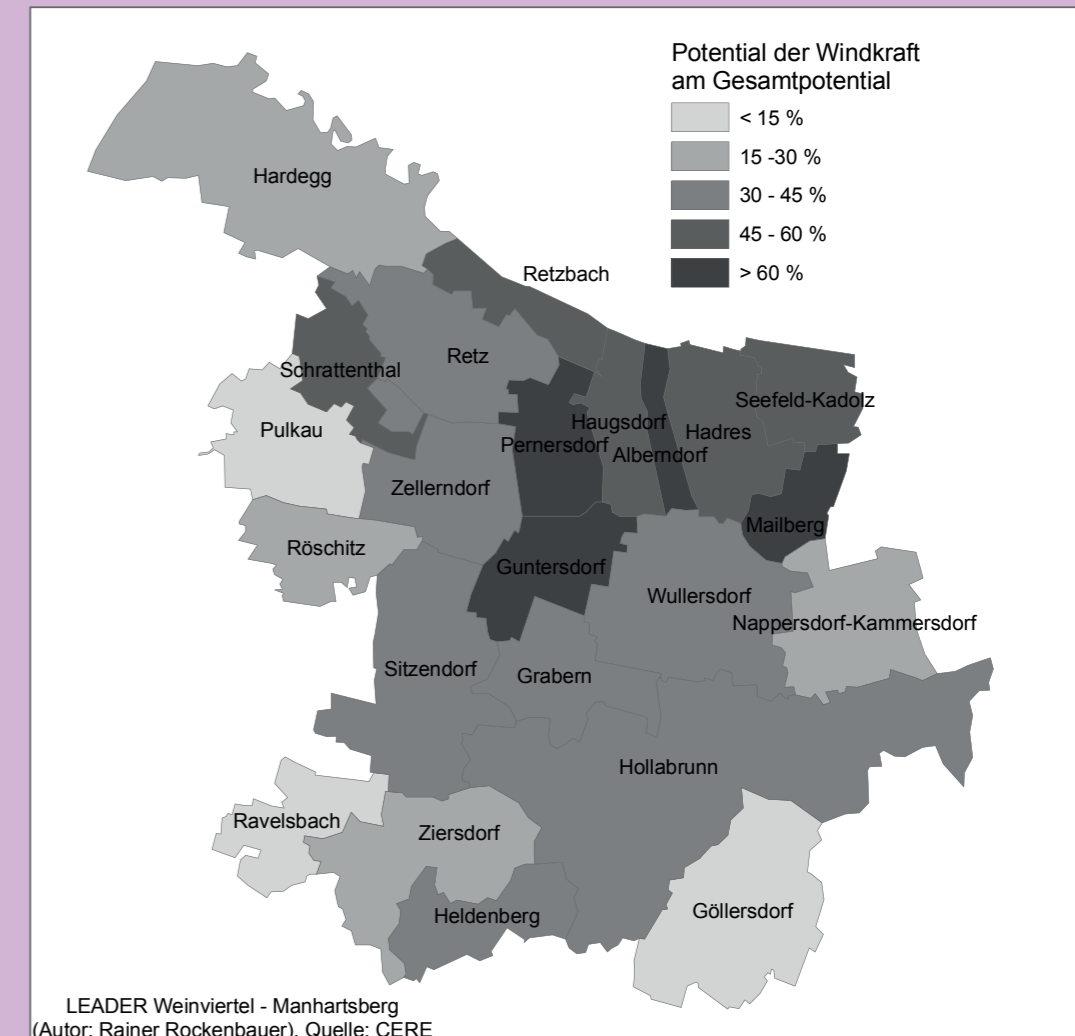 Potential der Windkraft
am Gesamtpotential
< 15 %
15 -30 %
30 - 45 %
45 - 60 %
> 60 %
Hardegg
Retzbach
Retz
Schrattenthal
Seefeld-Kadolz
Haugsdorf
Pulkau
Hadres
Pernersdorf
Alberndorf
Zellerndorf
Mailberg
Röschitz
Guntersdorf
Wullersdorf
Nappersdorf-Kammersdorf
Sitzendorf
Grabern
Hollabrunn
Ravelsbach
Ziersdorf
Göllersdorf
Heldenberg
LEADER Weinviertel - Manhartsberg
(Autor: Rainer Rockenbauer), Quelle: CERE